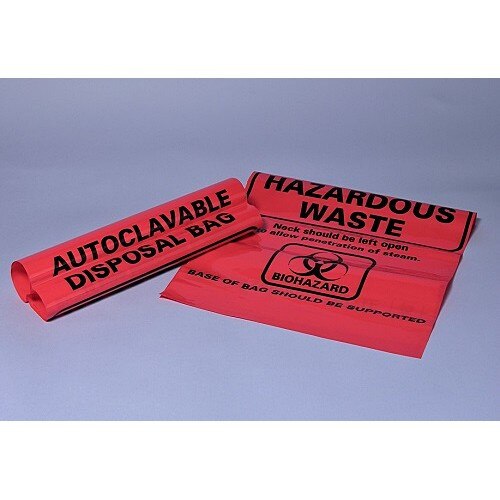 AUTOCLAVABLE
DISPOSAL BAG
HAZARDOUS
WASTE
Neck should be left open
to allow penetration of steam.
BIOHAZARD
BASE OF BAG SHOULD BE SUPPORTED